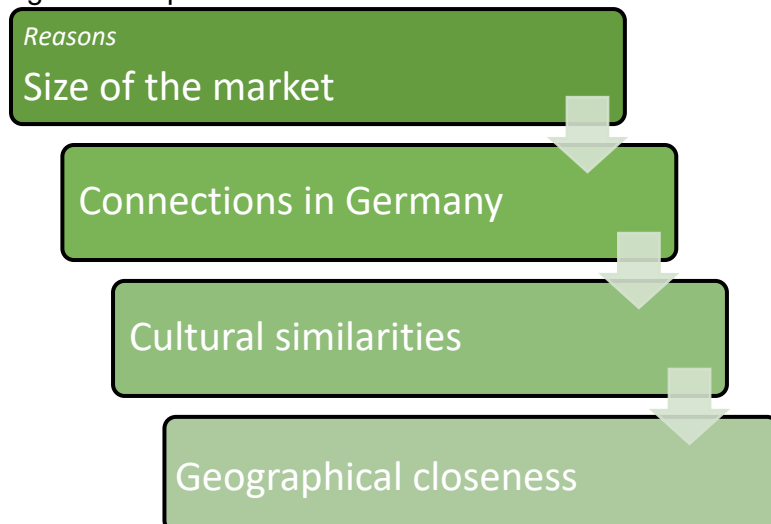 Reasons
Size of the market
Connections in Germany
Cultural similarities
Geographical closeness